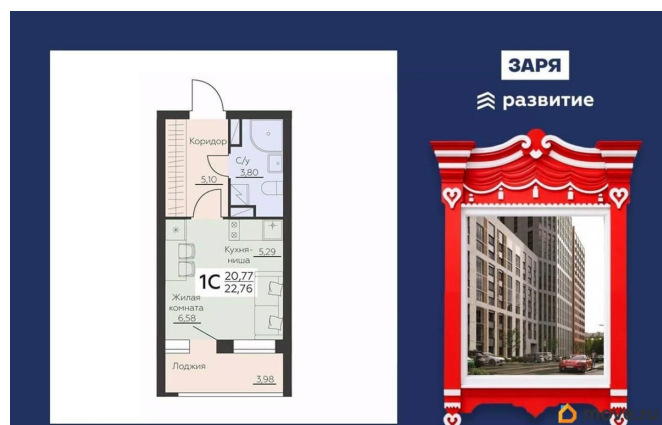 ЗАРЯ
развитие
Коридор
5,10
С/у
3,80
Кухня-
ниша
5,29
1С
20,77
22,76
Жилая
комната
6,58
Лоджия
3,98